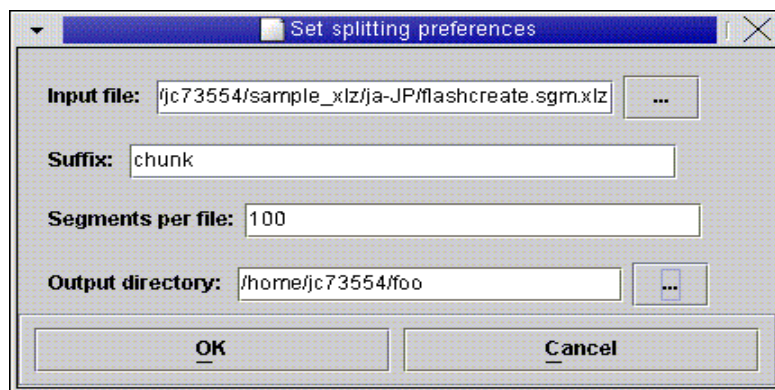 Set splitting preferences
Input file: /jc73554/sample_xlz/ja-JP/flashcreate.sgm.xlz ...
Suffix: chunk
Segments per file: 100
Output directory: /home/jc73554/foo ...
OK Cancel